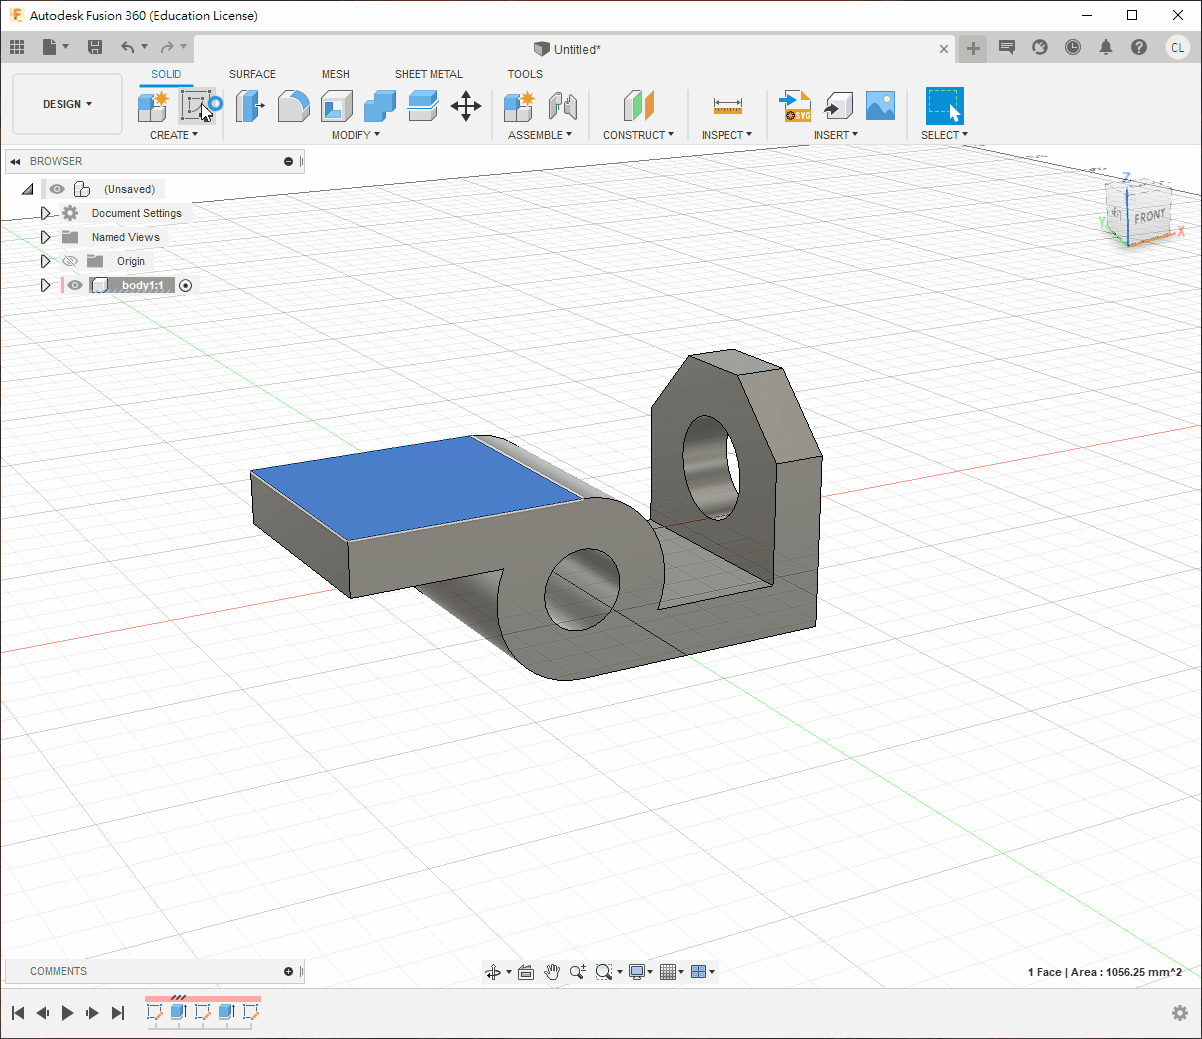 Autodesk Fusion 360 (Education License)
Untitled*
CL
SOLID SURFACE MESH SHEET METAL TOOLS
DESIGN
CREATE MODIFY ASSEMBLE CONSTRUCT INSPECT INSERT SELECT
SVG
BROWSER
(Unsaved)
Document Settings
Named Views
Origin
body1:1
Z
FRONT
Y
X
COMMENTS
1 Face | Area : 1056.25 mm^2